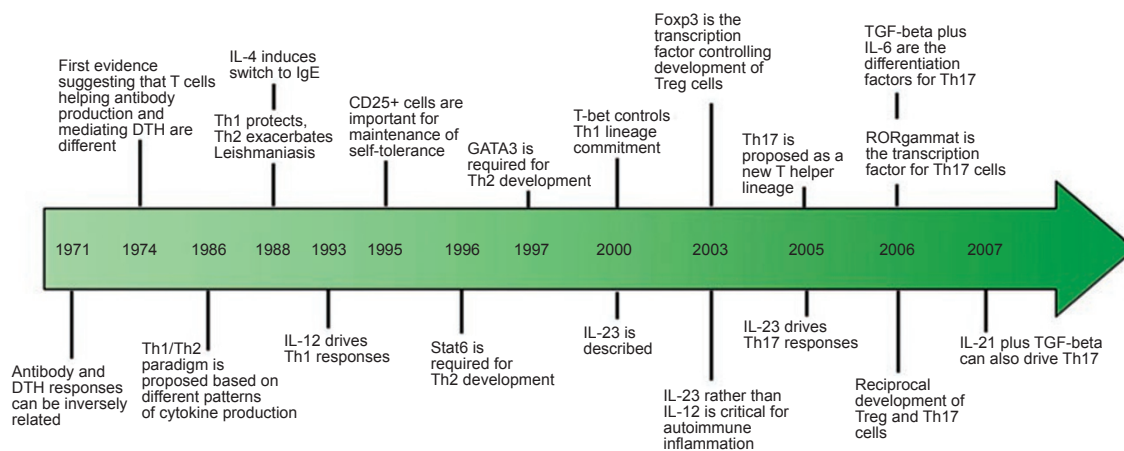 First evidence
suggesting that T cells
helping antibody
production and
mediating DTH are
different
IL-4 induces
switch to IgE
Th1 protects,
Th2 exacerbates
Leishmaniasis
CD25+ cells are
important for
maintenance of
self-tolerance
GATA3 is
required for
Th2 development
T-bet controls
Th1 lineage
commitment
Foxp3 is the
transcription
factor controlling
development of
Treg cells
Th17 is
proposed as a
new T helper
lineage
TGF-beta plus
IL-6 are the
differentiation
factors for Th17
RORgammat is
the transcription
factor for Th17 cells
1971 1974 1986 1988 1993 1995 1996 1997 2000 2003 2005 2006 2007
Antibody and
DTH responses
can be inversely
related
Th1/Th2
paradigm is
proposed based on
different patterns
of cytokine production
IL-12 drives
Th1 responses
Stat6 is
required for
Th2 development
IL-23 is
described
IL-23 rather than
IL-12 is critical for
autoimmune
inflammation
IL-23 drives
Th17 responses
Reciprocal
development of
Treg and Th17
cells
IL-21 plus TGF-beta
can also drive Th17